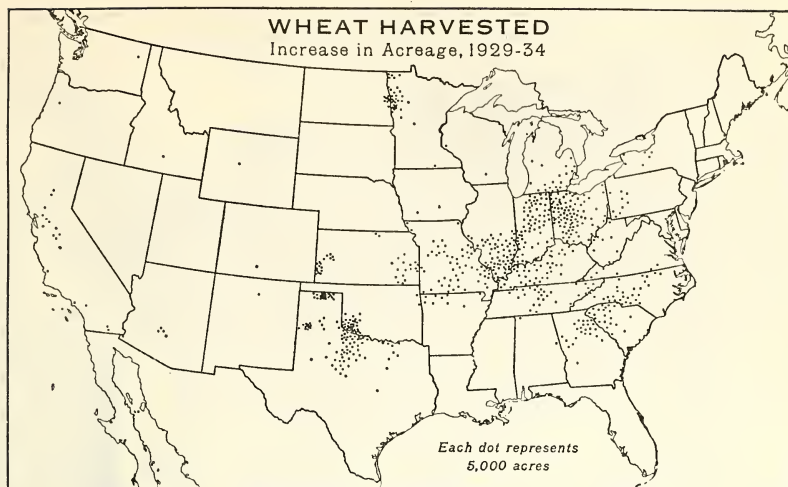 WHEAT HARVESTED
Increase in Acreage, 1929-34
Each dot represents
5,000 acres